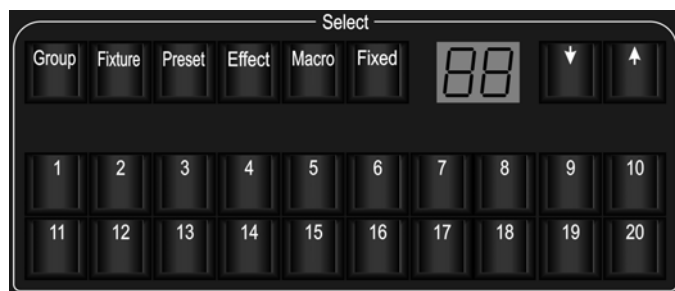 Select
Group Fixture Preset Effect Macro Fixed 88
1 2 3 4 5 6 7 8 9 10
11 12 13 14 15 16 17 18 19 20